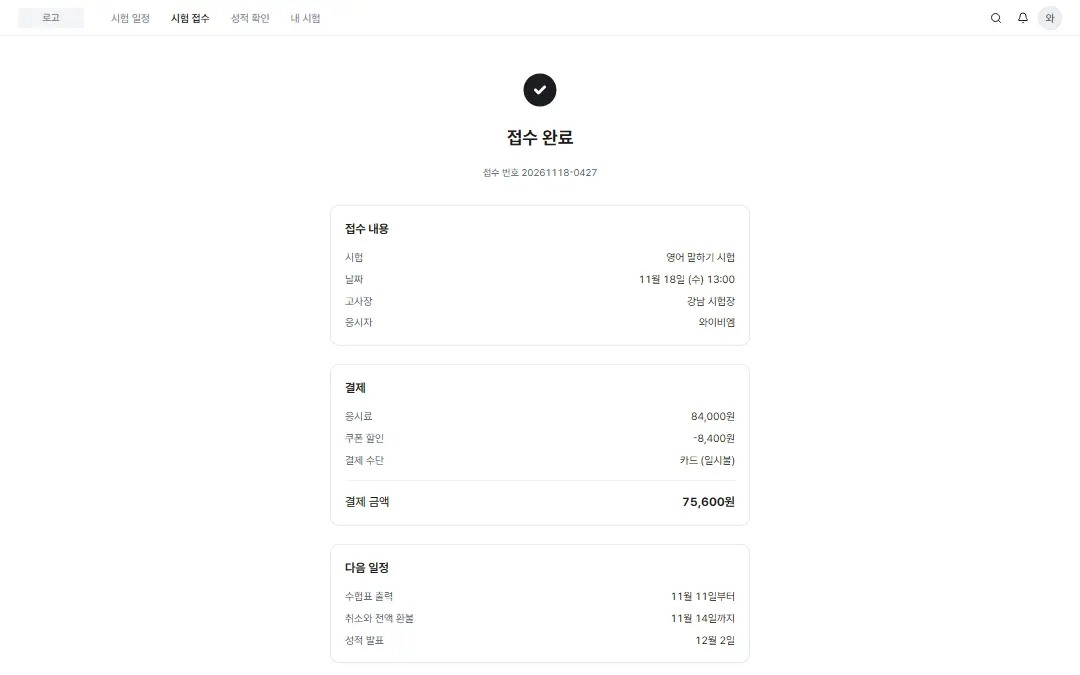 로고 시험 일정 시험 접수 성적 확인 내 시험 와
접수 완료
접수 번호 20261118-0427
접수 내용
시험 영어 말하기 시험
날짜 11월 18일 (수) 13:00
고사장 강남 시험장
응시자 와이비엠
결제
응시료 84,000원
쿠폰 할인 -8,400원
결제 수단 카드 (일시불)
결제 금액 75,600원
다음 일정
수험표 출력 11월 11일부터
취소와 전액 환불 11월 14일까지
성적 발표 12월 2일